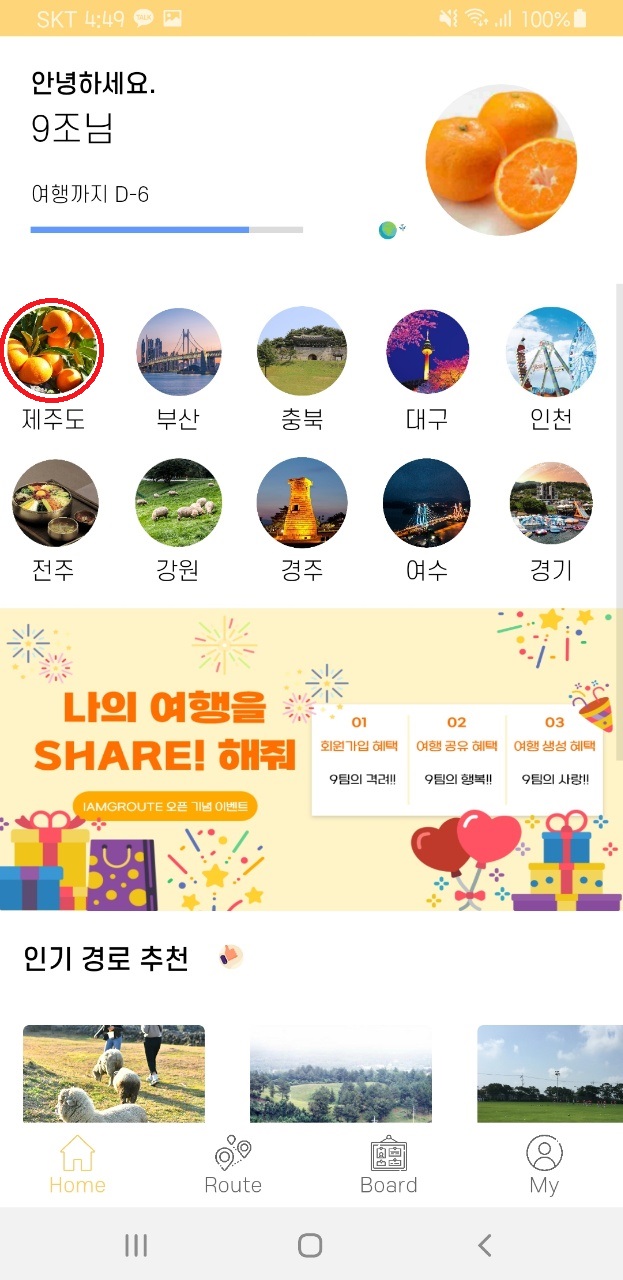 SKT 4:49
100%
안녕하세요.
9조님
여행까지 D-6
제주도 부산 충북 대구 인천
전주 강원 경주 여수 경기
나의 여행을
SHARE! 해줘
IAMGROUTE 오픈 기념 이벤트
01 02 03
회원가입 혜택 여행 공유 혜택 여행 생성 혜택
9팀의 격려!! 9팀의 행복!! 9팀의 사랑!!
인기 경로 추천
Home Route Board My